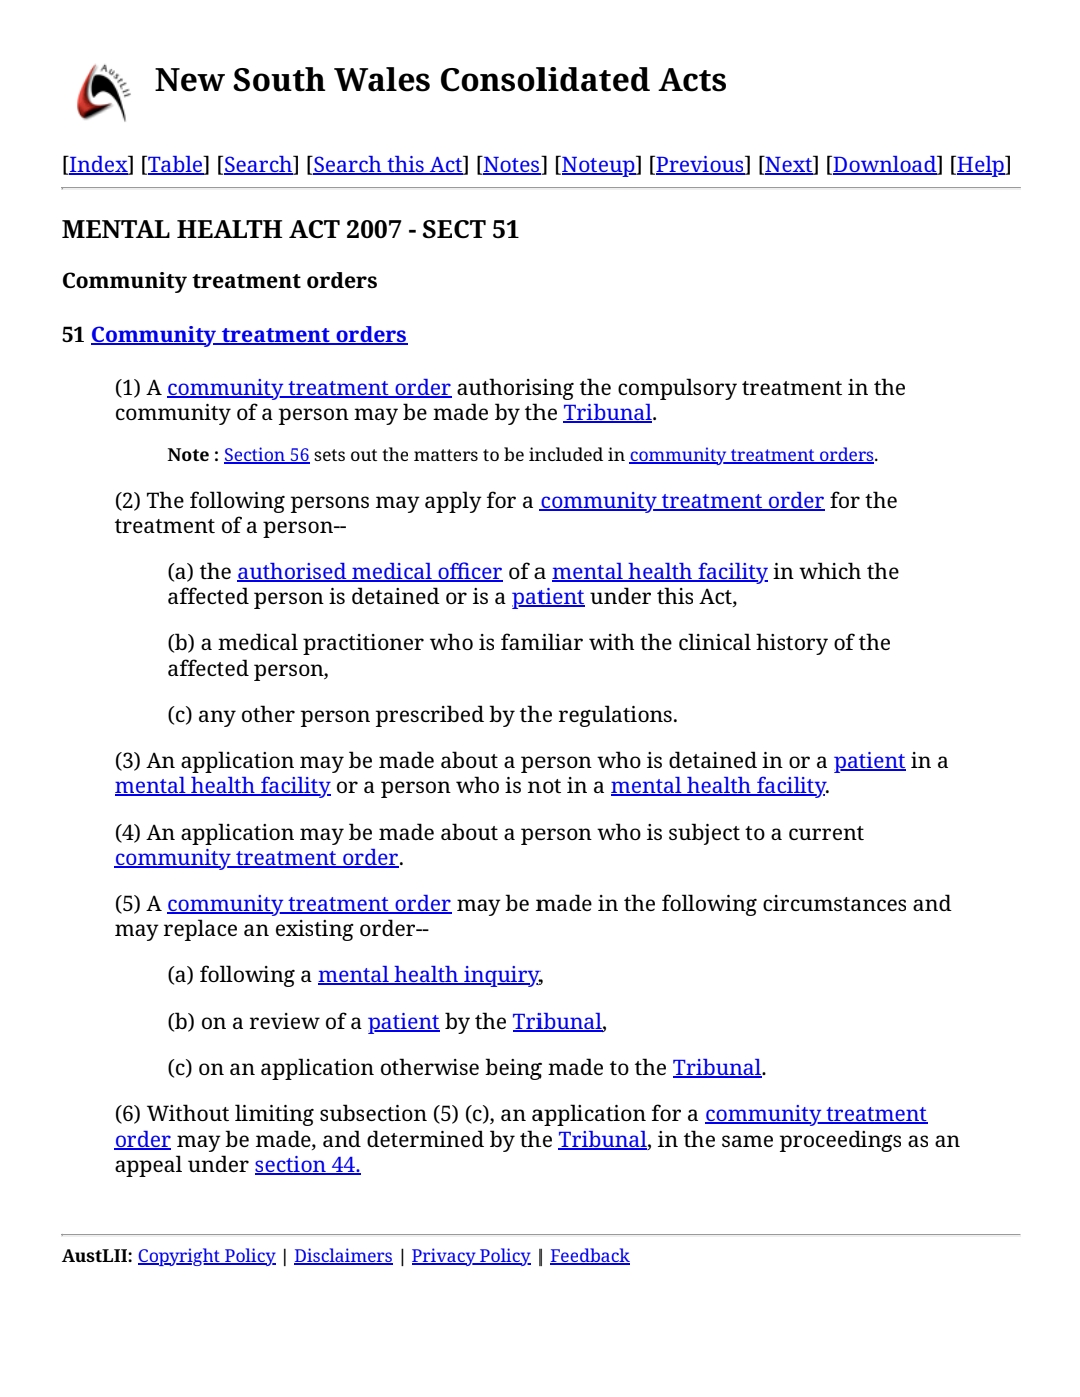 AustLII
New South Wales Consolidated Acts
[Index] [Table] [Search] [Search this Act] [Notes] [Noteup] [Previous] [Next] [Download] [Help]
MENTAL HEALTH ACT 2007 - SECT 51
Community treatment orders
51 Community treatment orders
(1) A community treatment order authorising the compulsory treatment in the
community of a person may be made by the Tribunal.
Note : Section 56 sets out the matters to be included in community treatment orders.
(2) The following persons may apply for a community treatment order for the
treatment of a person--
(a) the authorised medical officer of a mental health facility in which the
affected person is detained or is a patient under this Act,
(b) a medical practitioner who is familiar with the clinical history of the
affected person,
(c) any other person prescribed by the regulations.
(3) An application may be made about a person who is detained in or a patient in a
mental health facility or a person who is not in a mental health facility.
(4) An application may be made about a person who is subject to a current
community treatment order.
(5) A community treatment order may be made in the following circumstances and
may replace an existing order--
(a) following a mental health inquiry,
(b) on a review of a patient by the Tribunal,
(c) on an application otherwise being made to the Tribunal.
(6) Without limiting subsection (5) (c), an application for a community treatment
order may be made, and determined by the Tribunal, in the same proceedings as an
appeal under section 44.
AustLII: Copyright Policy | Disclaimers | Privacy Policy | Feedback